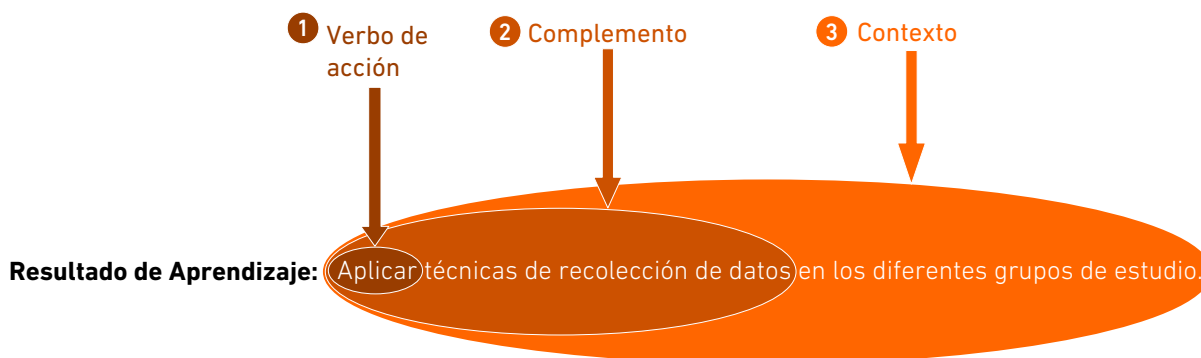 1 Verbo de
acción
2 Complemento
3 Contexto
Resultado de Aprendizaje: Aplicar técnicas de recolección de datos en los diferentes grupos de estudio.